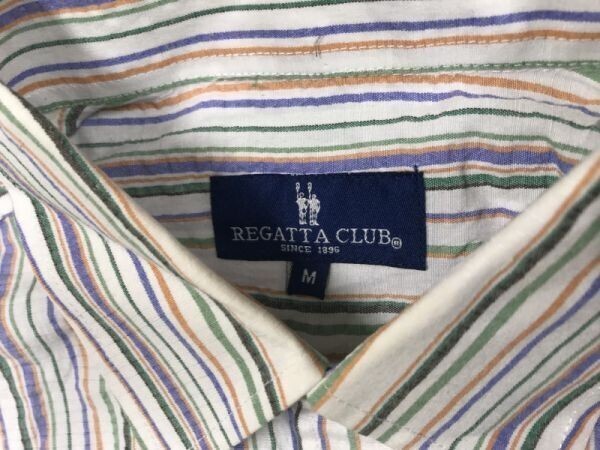 REGATTA CLUB®
SINCE 1896
M